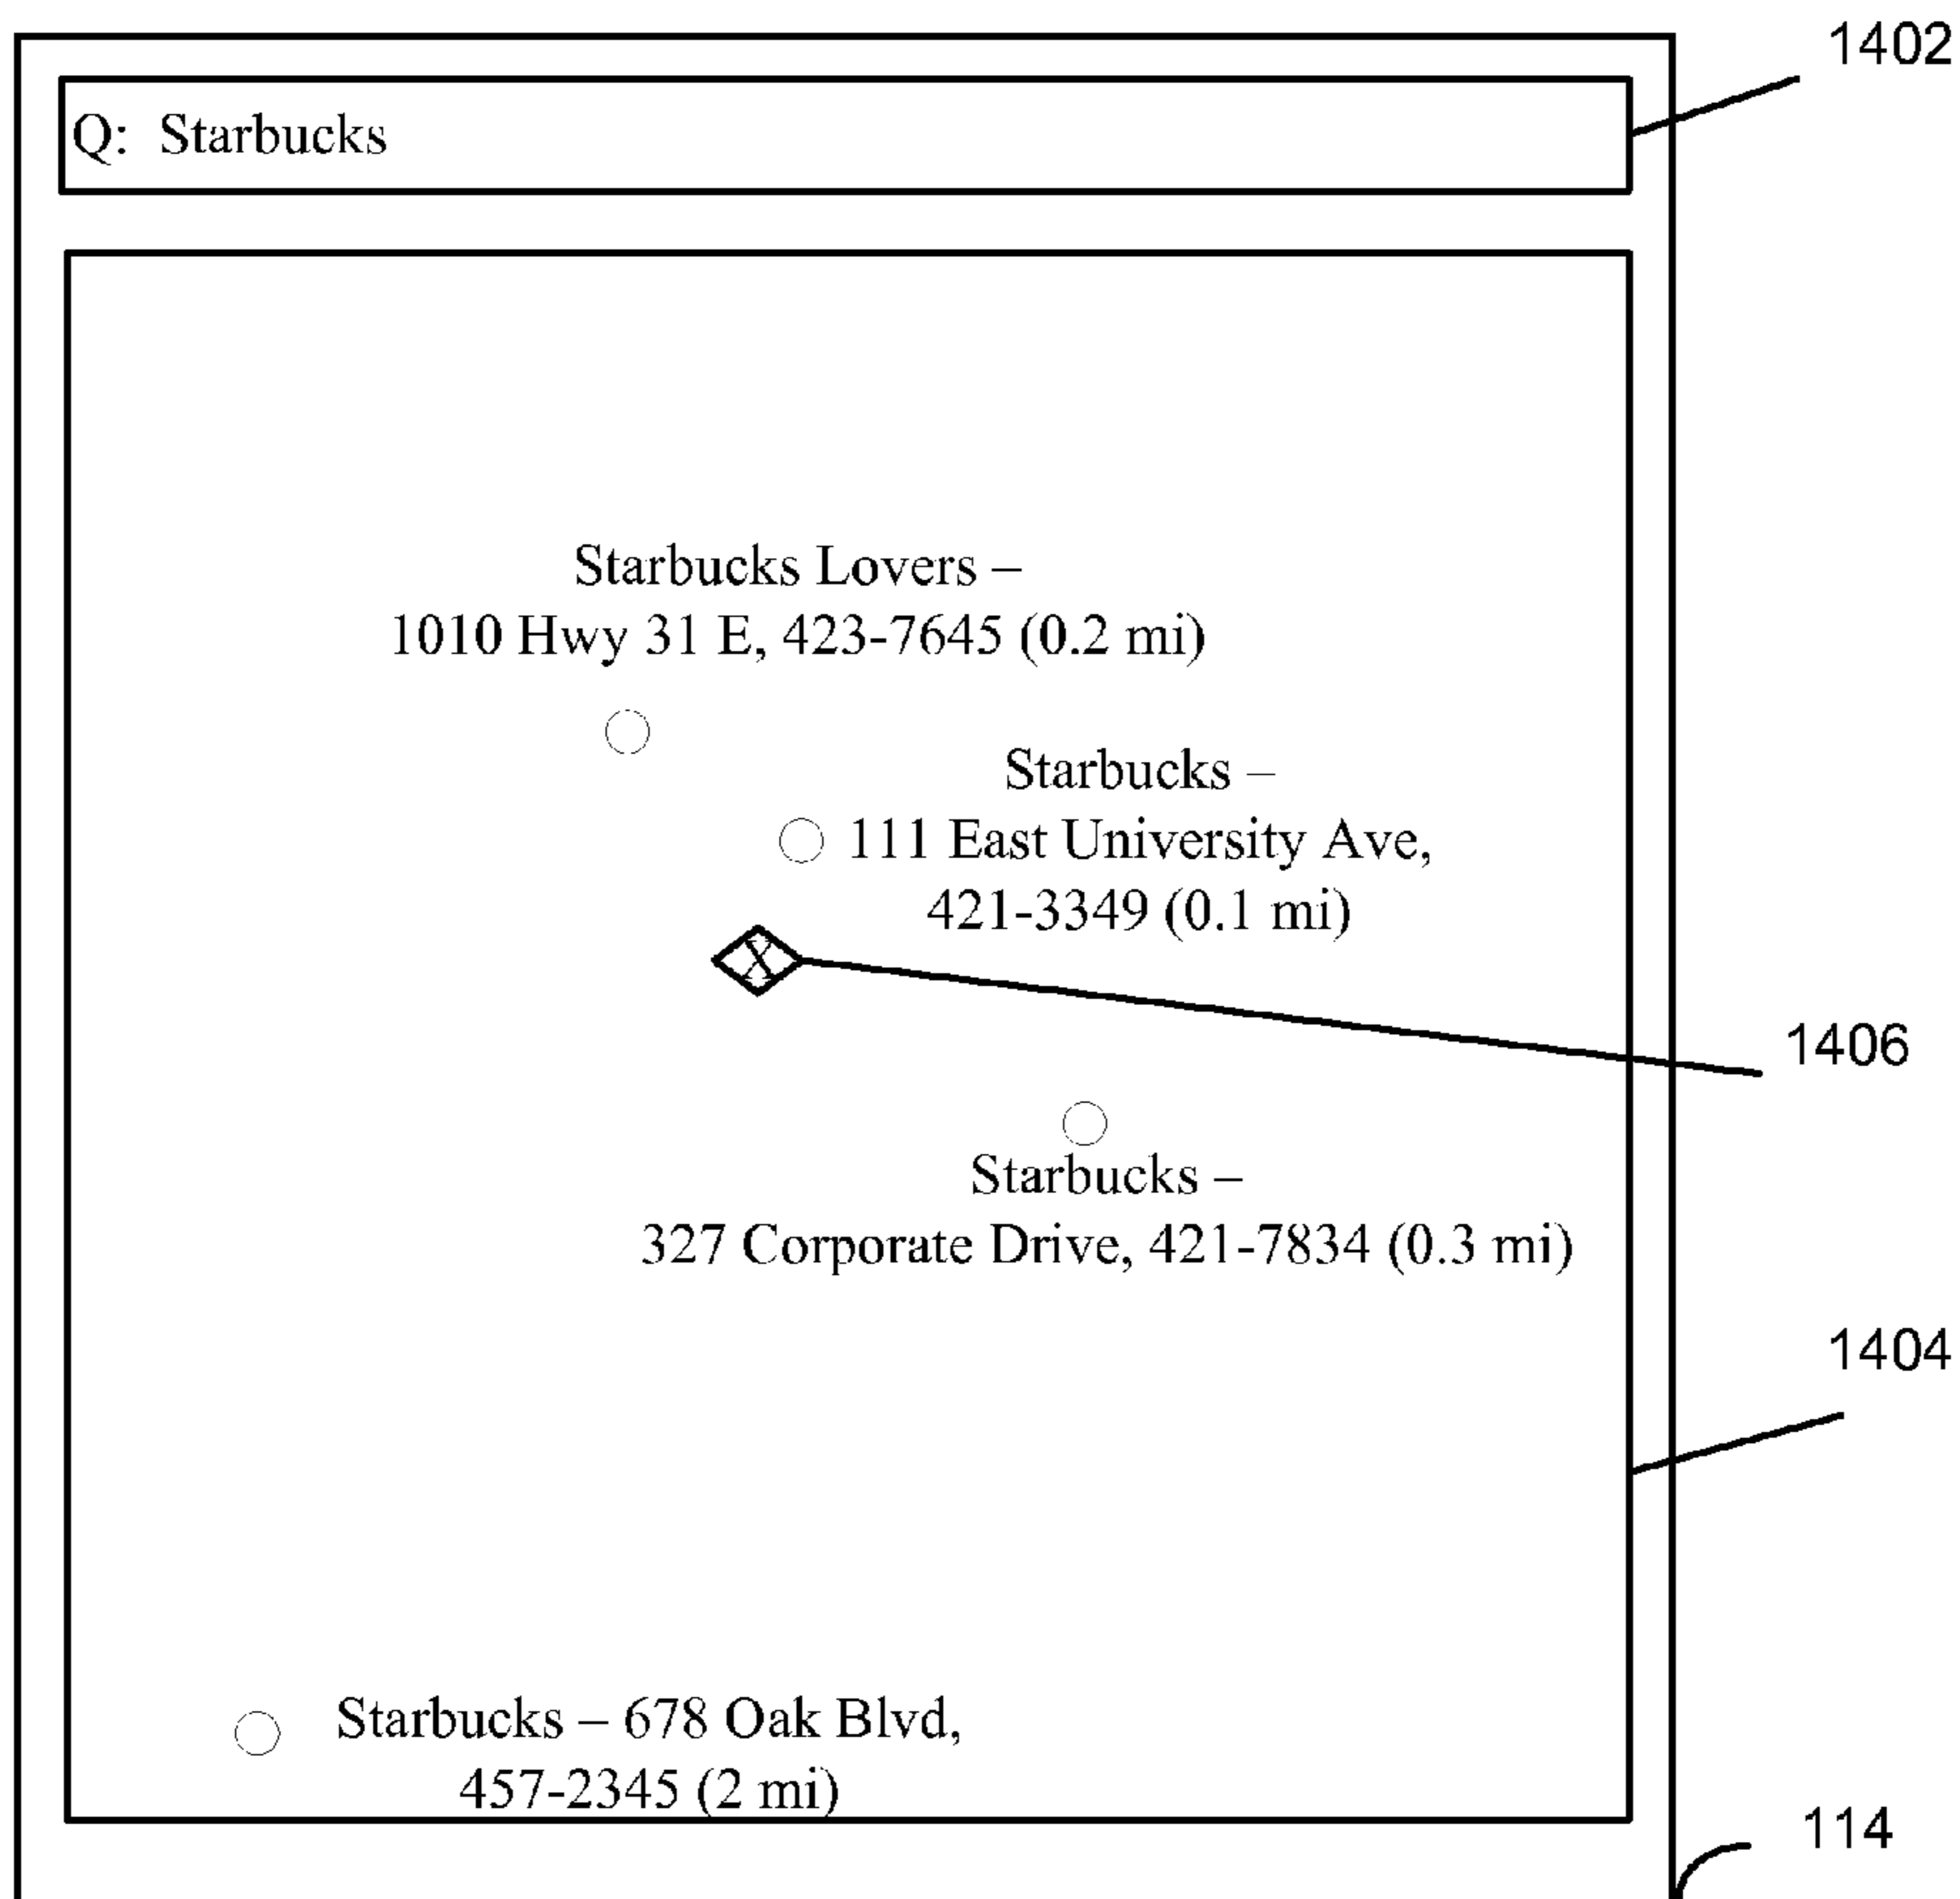 1402
Q: Starbucks
Starbucks Lovers –
1010 Hwy 31 E, 423-7645 (0.2 mi)
Starbucks –
111 East University Ave,
421-3349 (0.1 mi)
X
1406
Starbucks –
327 Corporate Drive, 421-7834 (0.3 mi)
1404
Starbucks – 678 Oak Blvd,
457-2345 (2 mi)
114